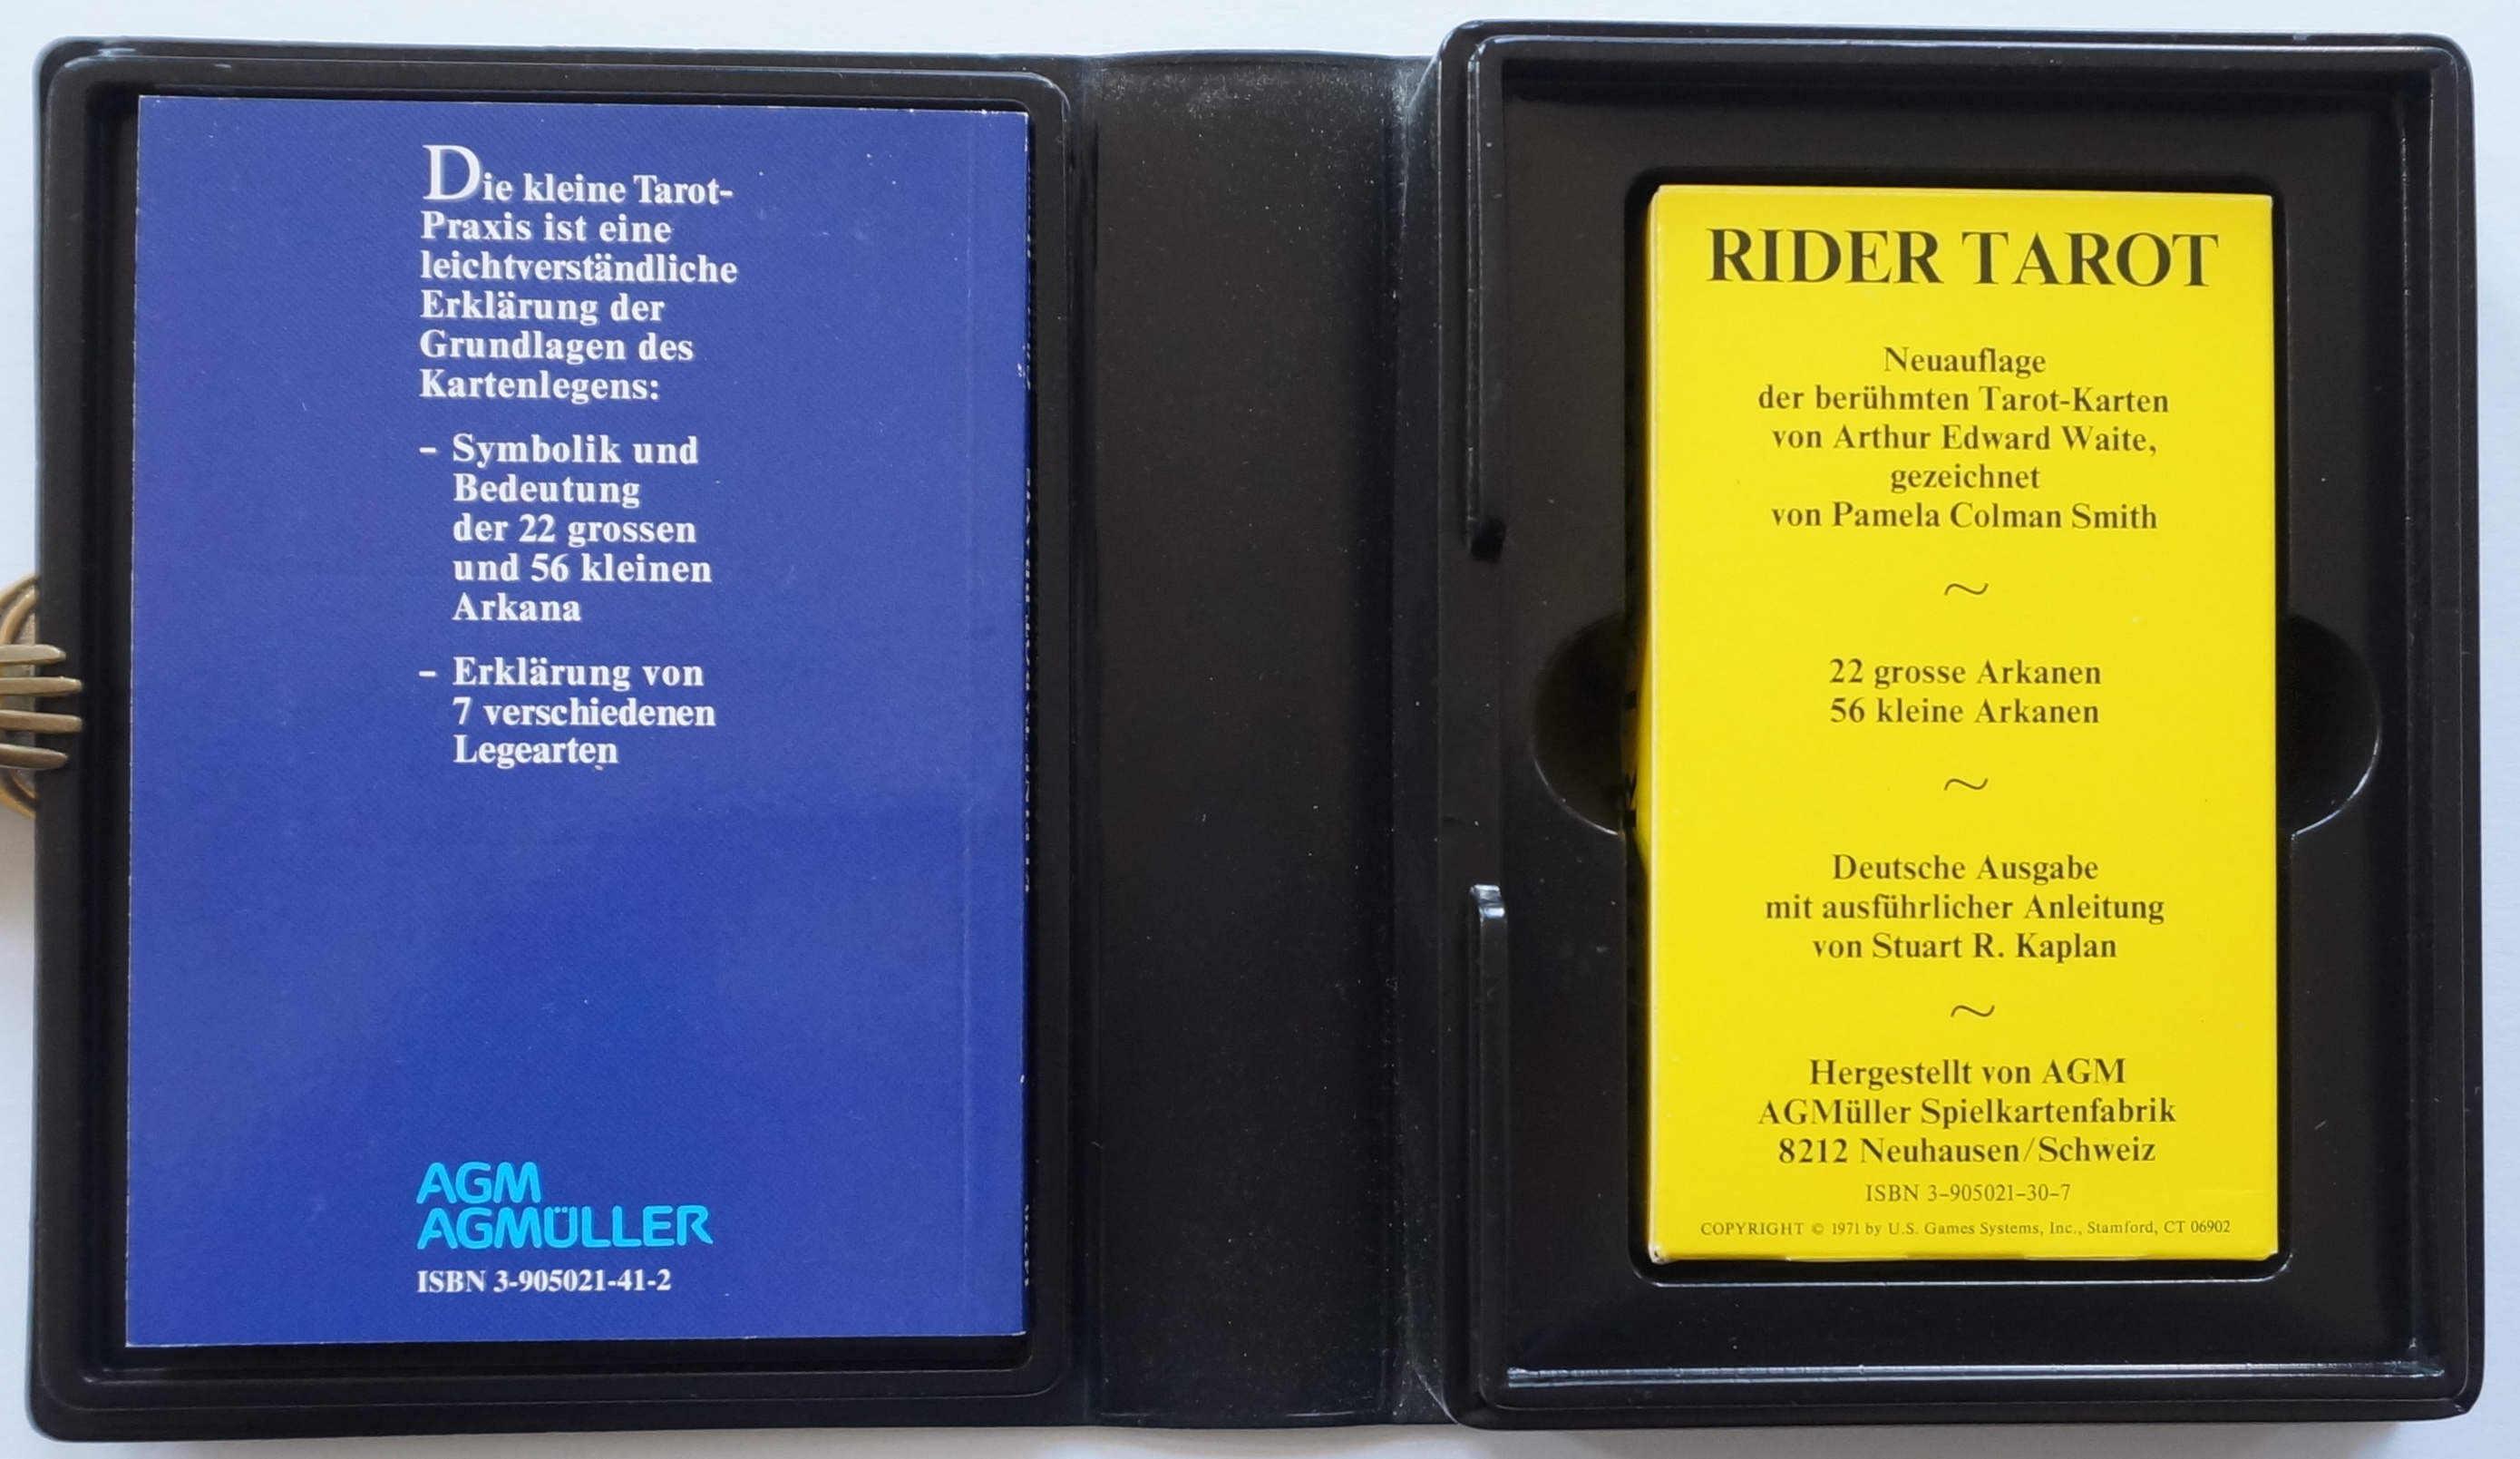 Die kleine Tarot-
Praxis ist eine
leichtverständliche
Erklärung der
Grundlagen des
Kartenlegens:
– Symbolik und
Bedeutung
der 22 grossen
und 56 kleinen
Arkana
– Erklärung von
7 verschiedenen
Legearten
AGM
AGMÜLLER
ISBN 3-905021-41-2
RIDER TAROT
Neuauflage
der berühmten Tarot-Karten
von Arthur Edward Waite,
gezeichnet
von Pamela Colman Smith
~
22 grosse Arkanen
56 kleine Arkanen
~
Deutsche Ausgabe
mit ausführlicher Anleitung
von Stuart R. Kaplan
~
Hergestellt von AGM
AGMüller Spielkartenfabrik
8212 Neuhausen/Schweiz
ISBN 3-905021-30-7
COPYRIGHT © 1971 by U.S. Games Systems, Inc., Stamford, CT 06902